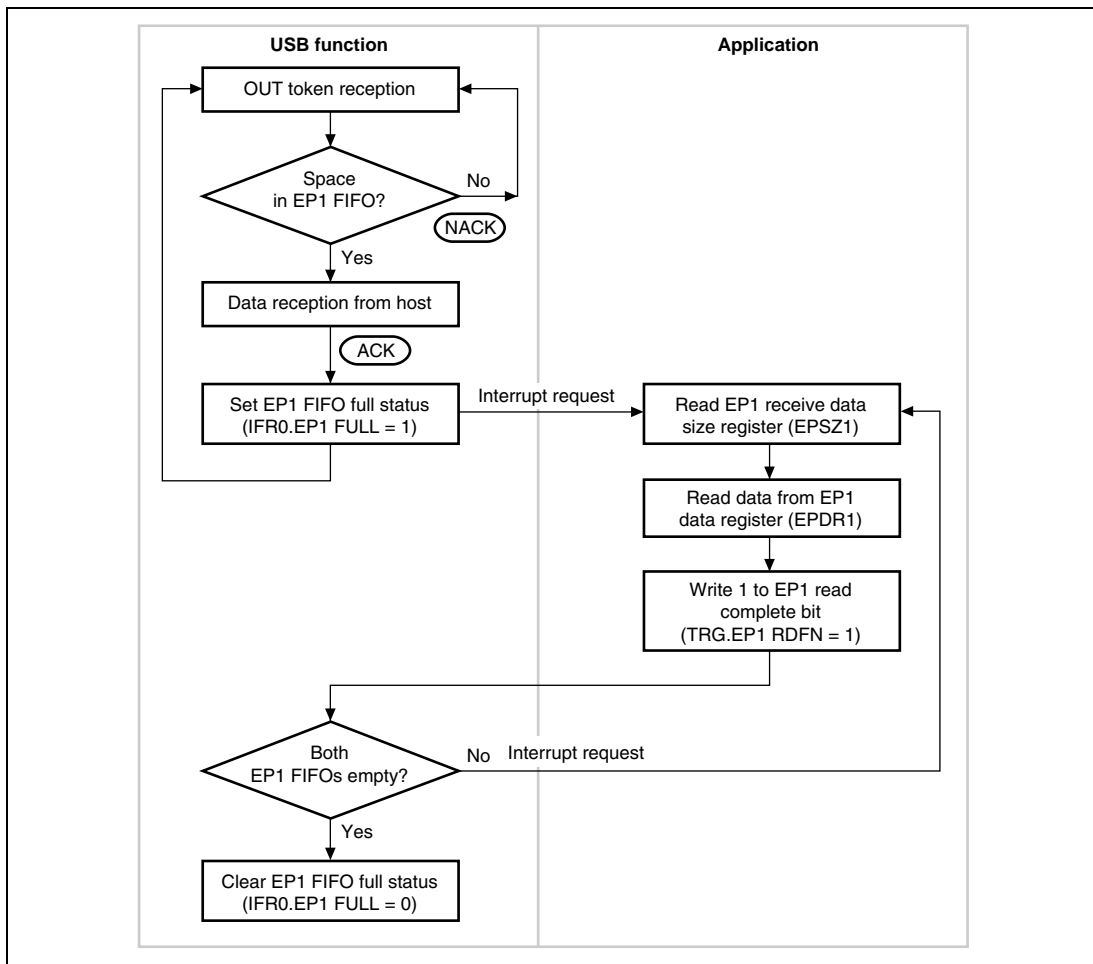 USB function
Application
OUT token reception
Space
in EP1 FIFO?
No
NACK
Yes
Data reception from host
ACK
Set EP1 FIFO full status
(IFR0.EP1 FULL = 1)
Interrupt request
Read EP1 receive data
size register (EPSZ1)
Read data from EP1
data register (EPDR1)
Write 1 to EP1 read
complete bit
(TRG.EP1 RDFN = 1)
Both
EP1 FIFOs empty?
No
Interrupt request
Yes
Clear EP1 FIFO full status
(IFR0.EP1 FULL = 0)